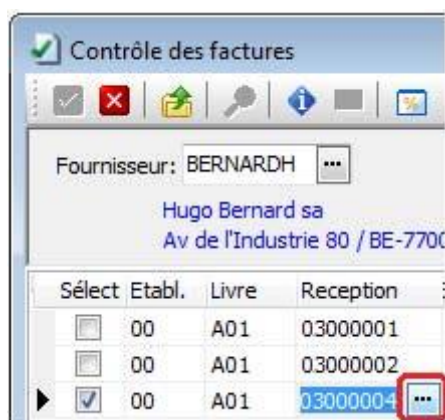 Contrôle des factures
Fournisseur: BERNARDH ...
Hugo Bernard sa
Av de l'Industrie 80 / BE-7700
Sélect Etabl. Livre Reception
00 A01 03000001
00 A01 03000002
00 A01 03000004 ...